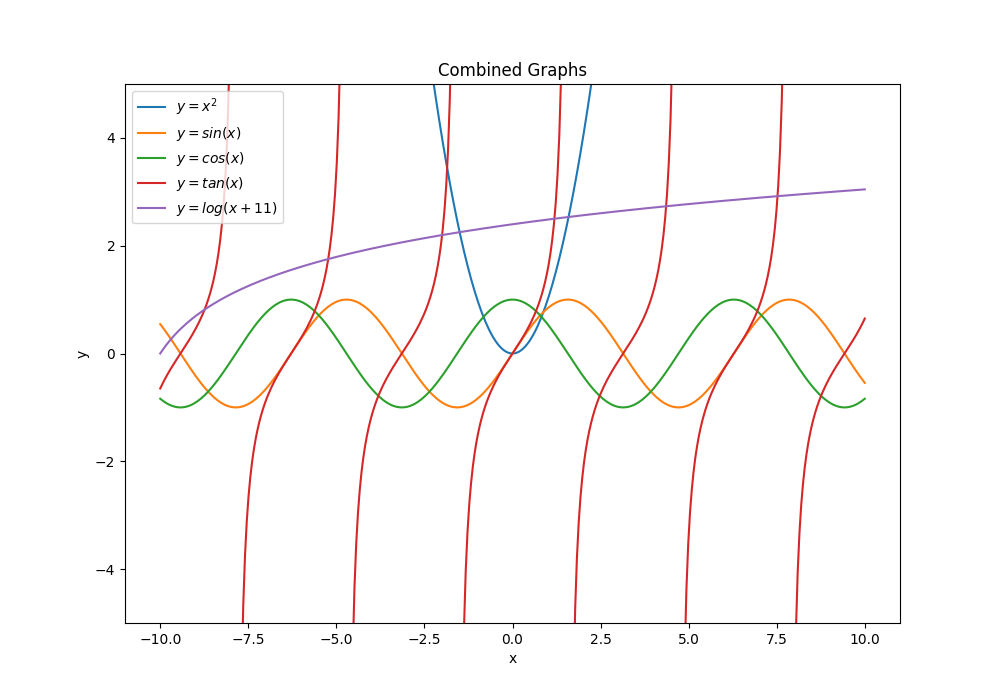 Combined Graphs
y = x²
y = sin(x)
y = cos(x)
y = tan(x)
y = log(x + 11)
4
2
0
−2
−4
y
−10.0 −7.5 −5.0 −2.5 0.0 2.5 5.0 7.5 10.0
x